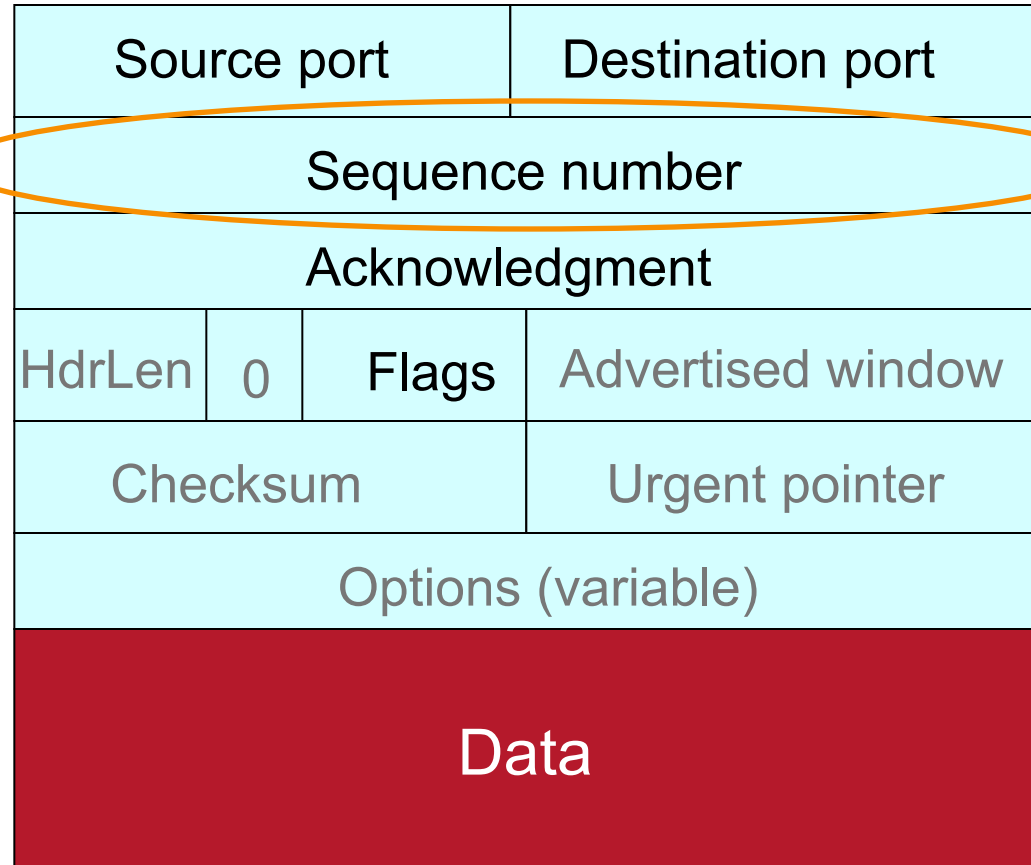 Source port Destination port
Sequence number
Acknowledgment
HdrLen 0 Flags Advertised window
Checksum Urgent pointer
Options (variable)
Data